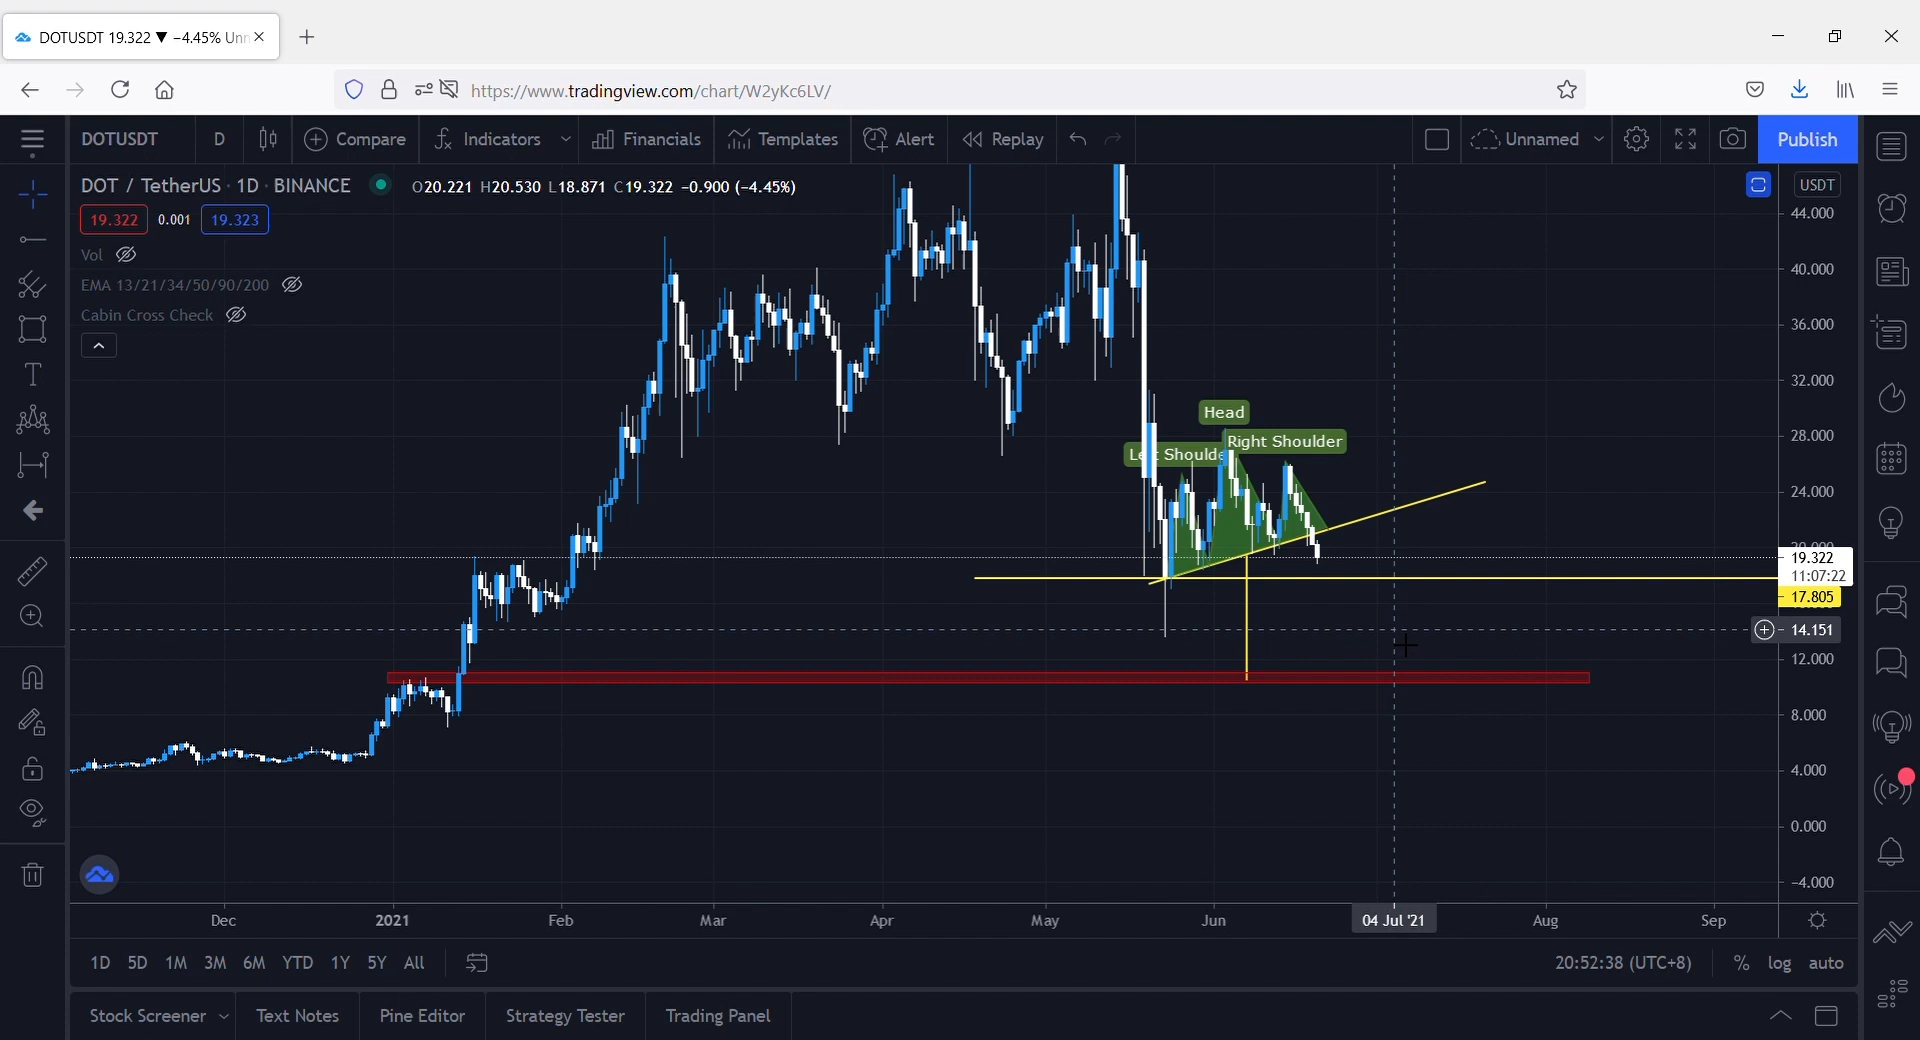 DOTUSDT 19.322 ▼ −4.45% Unn
https://www.tradingview.com/chart/W2yKc6LV/
DOTUSDT D Compare Indicators Financials Templates Alert Replay Unnamed Publish
DOT / TetherUS · 1D · BINANCE O20.221 H20.530 L18.871 C19.322 −0.900 (−4.45%) USDT
19.322 0.001 19.323
Vol
EMA 13/21/34/50/90/200
Cabin Cross Check
44.000
40.000
36.000
32.000
28.000
24.000
20.000
19.322
11:07:22
17.805
14.151
12.000
8.000
4.000
0.000
−4.000
Head
Right Shoulder
Left Shoulde
Dec 2021 Feb Mar Apr May Jun 04 Jul '21 Aug Sep
1D 5D 1M 3M 6M YTD 1Y 5Y All 20:52:38 (UTC+8) % log auto
Stock Screener Text Notes Pine Editor Strategy Tester Trading Panel